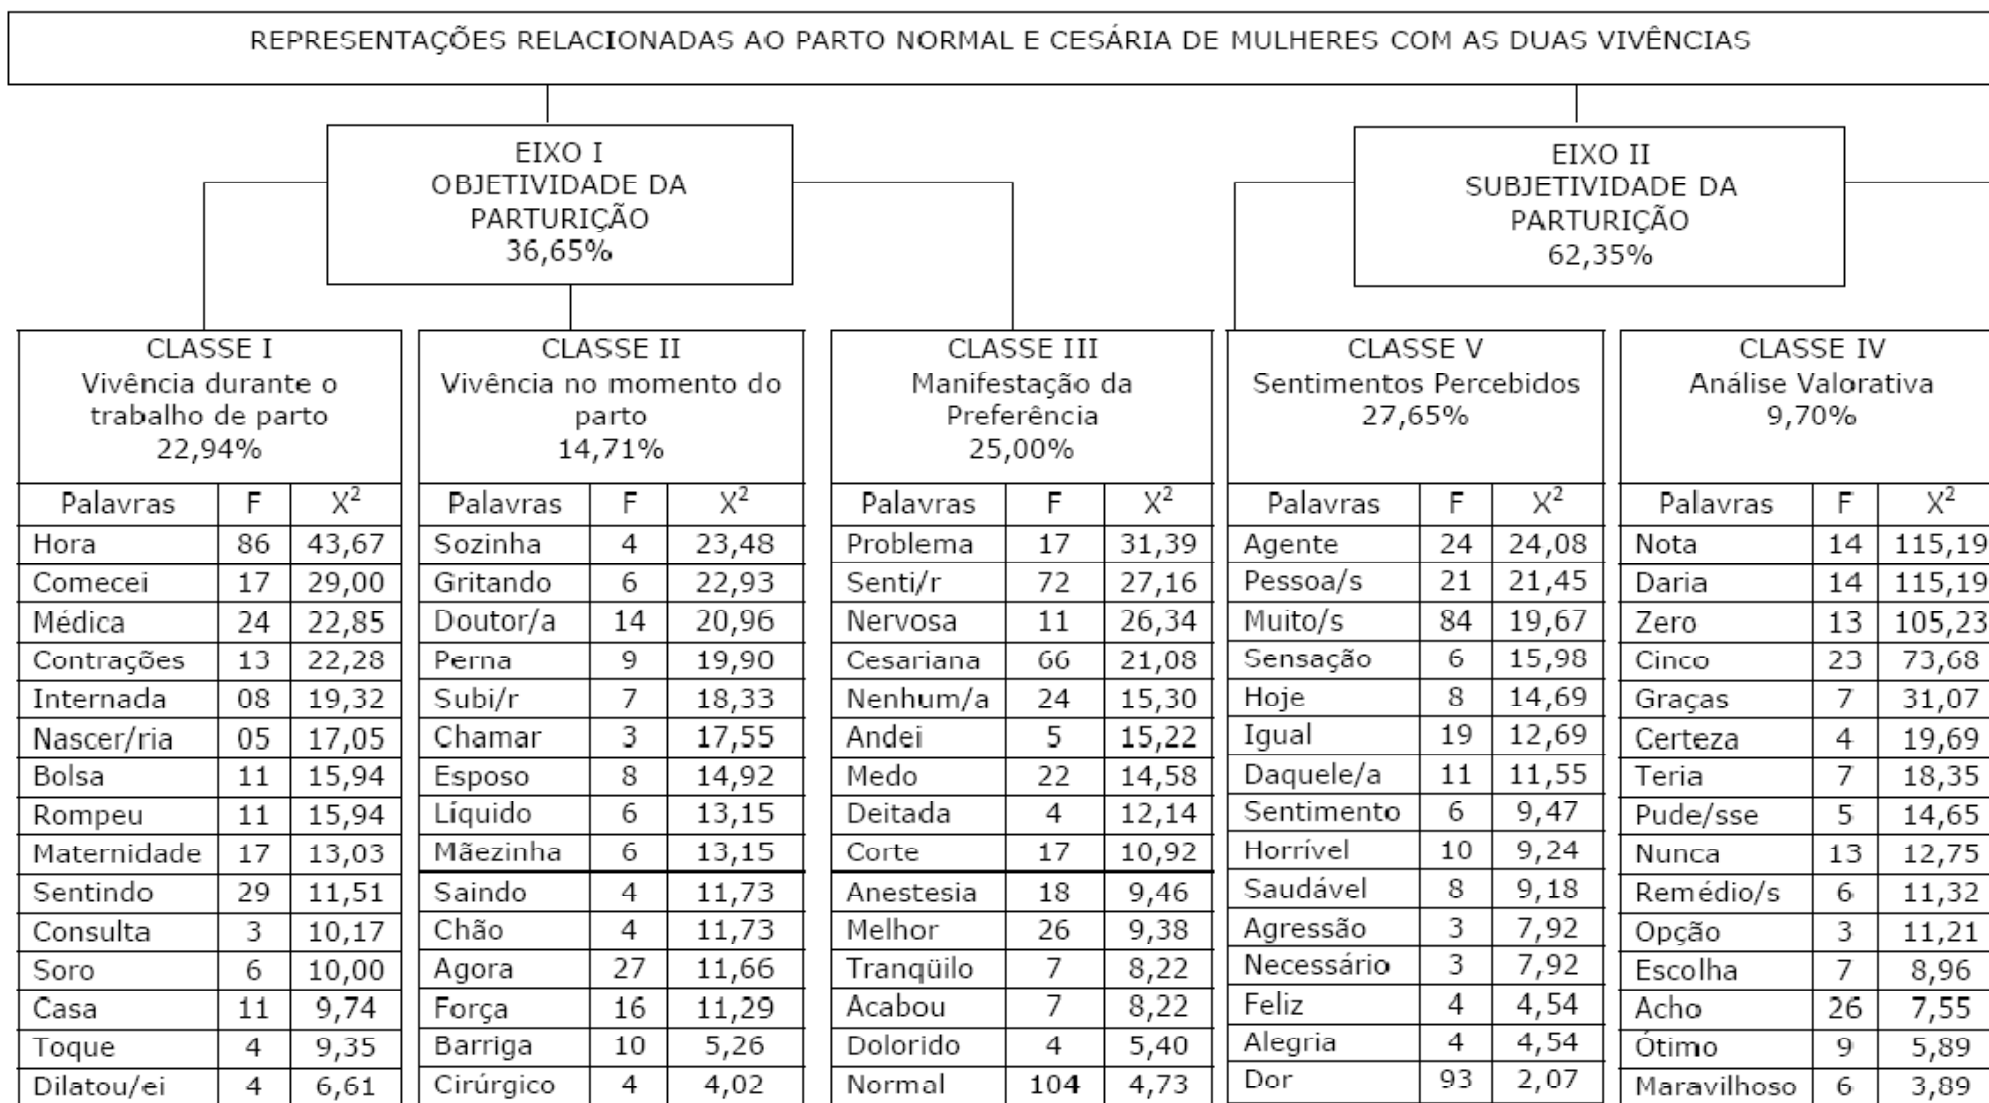 REPRESENTAÇÕES RELACIONADAS AO PARTO NORMAL E CESÁRIA DE MULHERES COM AS DUAS VIVÊNCIAS
EIXO I
OBJETIVIDADE DA
PARTURIÇÃO
36,65%
EIXO II
SUBJETIVIDADE DA
PARTURIÇÃO
62,35%
CLASSE I
Vivência durante o
trabalho de parto
22,94%
Palavras F X²
Hora 86 43,67
Comecei 17 29,00
Médica 24 22,85
Contrações 13 22,28
Internada 08 19,32
Nascer/ria 05 17,05
Bolsa 11 15,94
Rompeu 11 15,94
Maternidade 17 13,03
Sentindo 29 11,51
Consulta 3 10,17
Soro 6 10,00
Casa 11 9,74
Toque 4 9,35
Dilatou/ei 4 6,61
CLASSE II
Vivência no momento do
parto
14,71%
Palavras F X²
Sozinha 4 23,48
Gritando 6 22,93
Doutor/a 14 20,96
Perna 9 19,90
Subi/r 7 18,33
Chamar 3 17,55
Esposo 8 14,92
Líquido 6 13,15
Mãezinha 6 13,15
Saindo 4 11,73
Chão 4 11,73
Agora 27 11,66
Força 16 11,29
Barriga 10 5,26
Cirúrgico 4 4,02
CLASSE III
Manifestação da
Preferência
25,00%
Palavras F X²
Problema 17 31,39
Senti/r 72 27,16
Nervosa 11 26,34
Cesariana 66 21,08
Nenhum/a 24 15,30
Andei 5 15,22
Medo 22 14,58
Deitada 4 12,14
Corte 17 10,92
Anestesia 18 9,46
Melhor 26 9,38
Tranqüilo 7 8,22
Acabou 7 8,22
Dolorido 4 5,40
Normal 104 4,73
CLASSE V
Sentimentos Percebidos
27,65%
Palavras F X²
Agente 24 24,08
Pessoa/s 21 21,45
Muito/s 84 19,67
Sensação 6 15,98
Hoje 8 14,69
Igual 19 12,69
Daquele/a 11 11,55
Sentimento 6 9,47
Horrível 10 9,24
Saudável 8 9,18
Agressão 3 7,92
Necessário 3 7,92
Feliz 4 4,54
Alegria 4 4,54
Dor 93 2,07
CLASSE IV
Análise Valorativa
9,70%
Palavras F X²
Nota 14 115,19
Daria 14 115,19
Zero 13 105,23
Cinco 23 73,68
Graças 7 31,07
Certeza 4 19,69
Teria 7 18,35
Pude/sse 5 14,65
Nunca 13 12,75
Remédio/s 6 11,32
Opção 3 11,21
Escolha 7 8,96
Acho 26 7,55
Ótimo 9 5,89
Maravilhoso 6 3,89